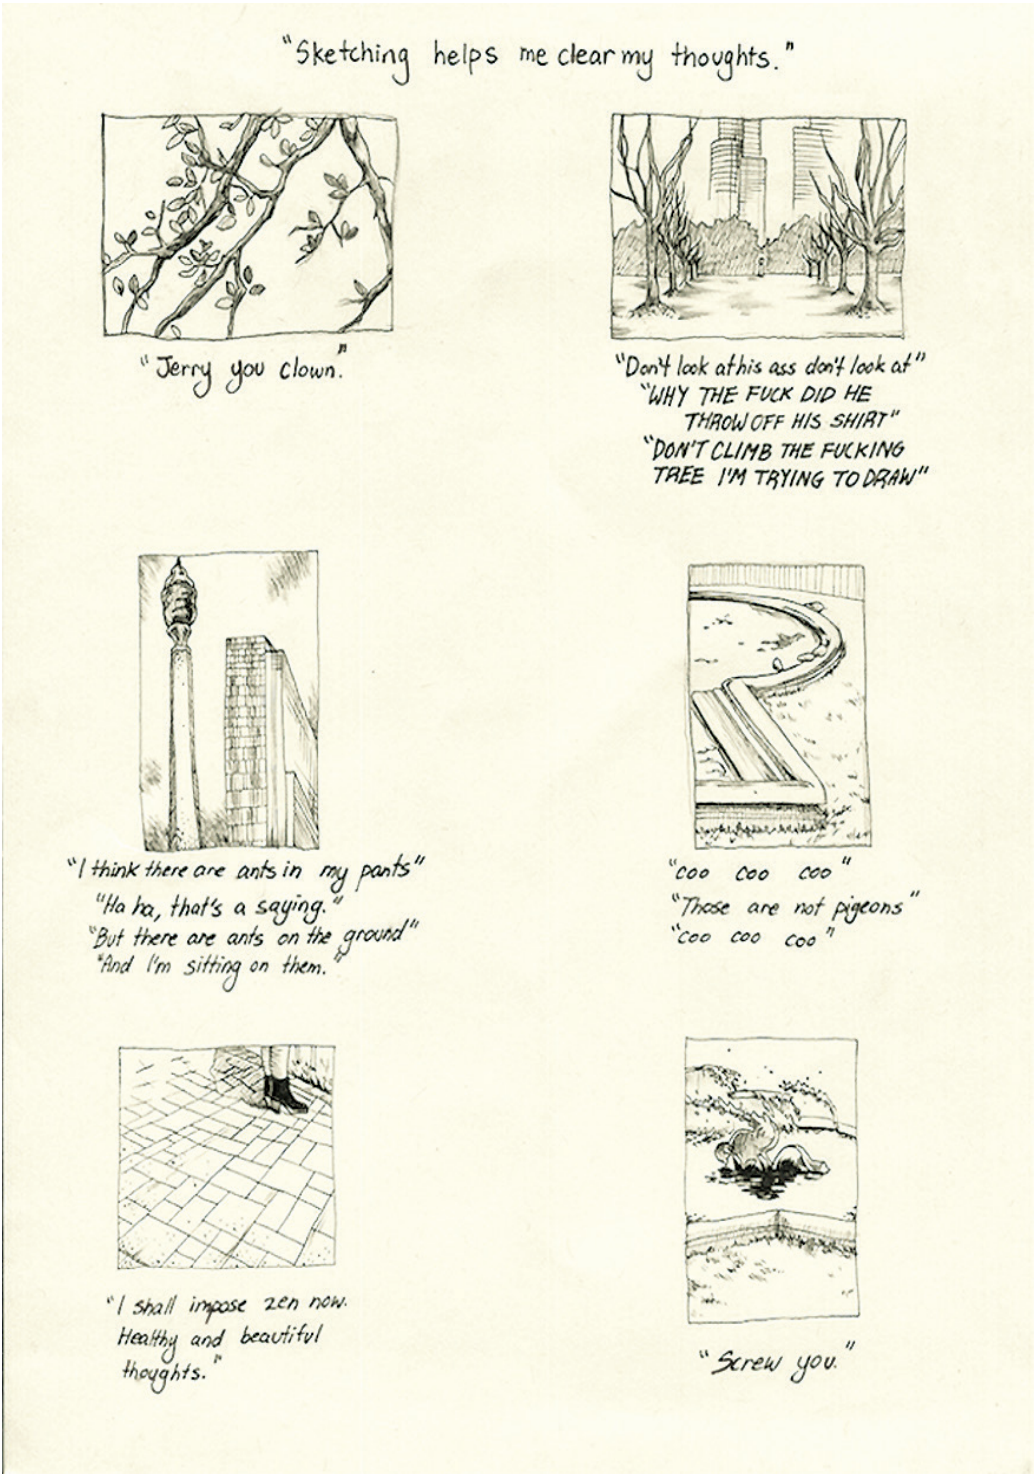 "Sketching helps me clear my thoughts."
"Jerry you clown."
"Don't look at his ass don't look at"
"WHY THE FUCK DID HE
THROW OFF HIS SHIRT"
"DON'T CLIMB THE FUCKING
TREE I'M TRYING TO DRAW"
"I think there are ants in my pants"
"Ha ha, that's a saying."
"But there are ants on the ground"
"And I'm sitting on them."
"coo coo coo"
"Those are not pigeons"
"coo coo coo"
"I shall impose zen now.
Healthy and beautiful
thoughts."
"Screw you."